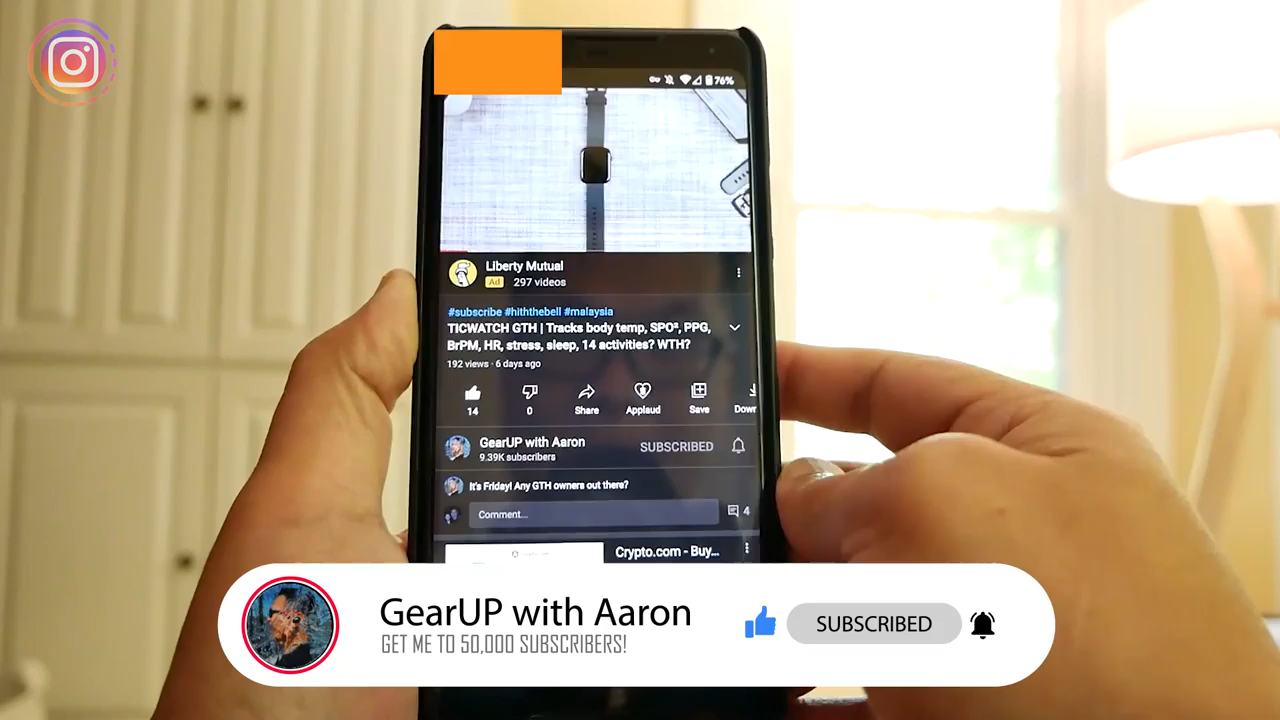 76%
Liberty Mutual
Ad 297 videos
#subscribe #hiththebell #malaysia
TICWATCH GTH | Tracks body temp, SPO², PPG,
BrPM, HR, stress, sleep, 14 activities? WTH?
192 views · 6 days ago
14 0 Share Applaud Save Down
GearUP with Aaron
9.39K subscribers
SUBSCRIBED
It's Friday! Any GTH owners out there?
Comment...
4
Crypto.com - Buy...
GearUP with Aaron
GET ME TO 50,000 SUBSCRIBERS!
SUBSCRIBED